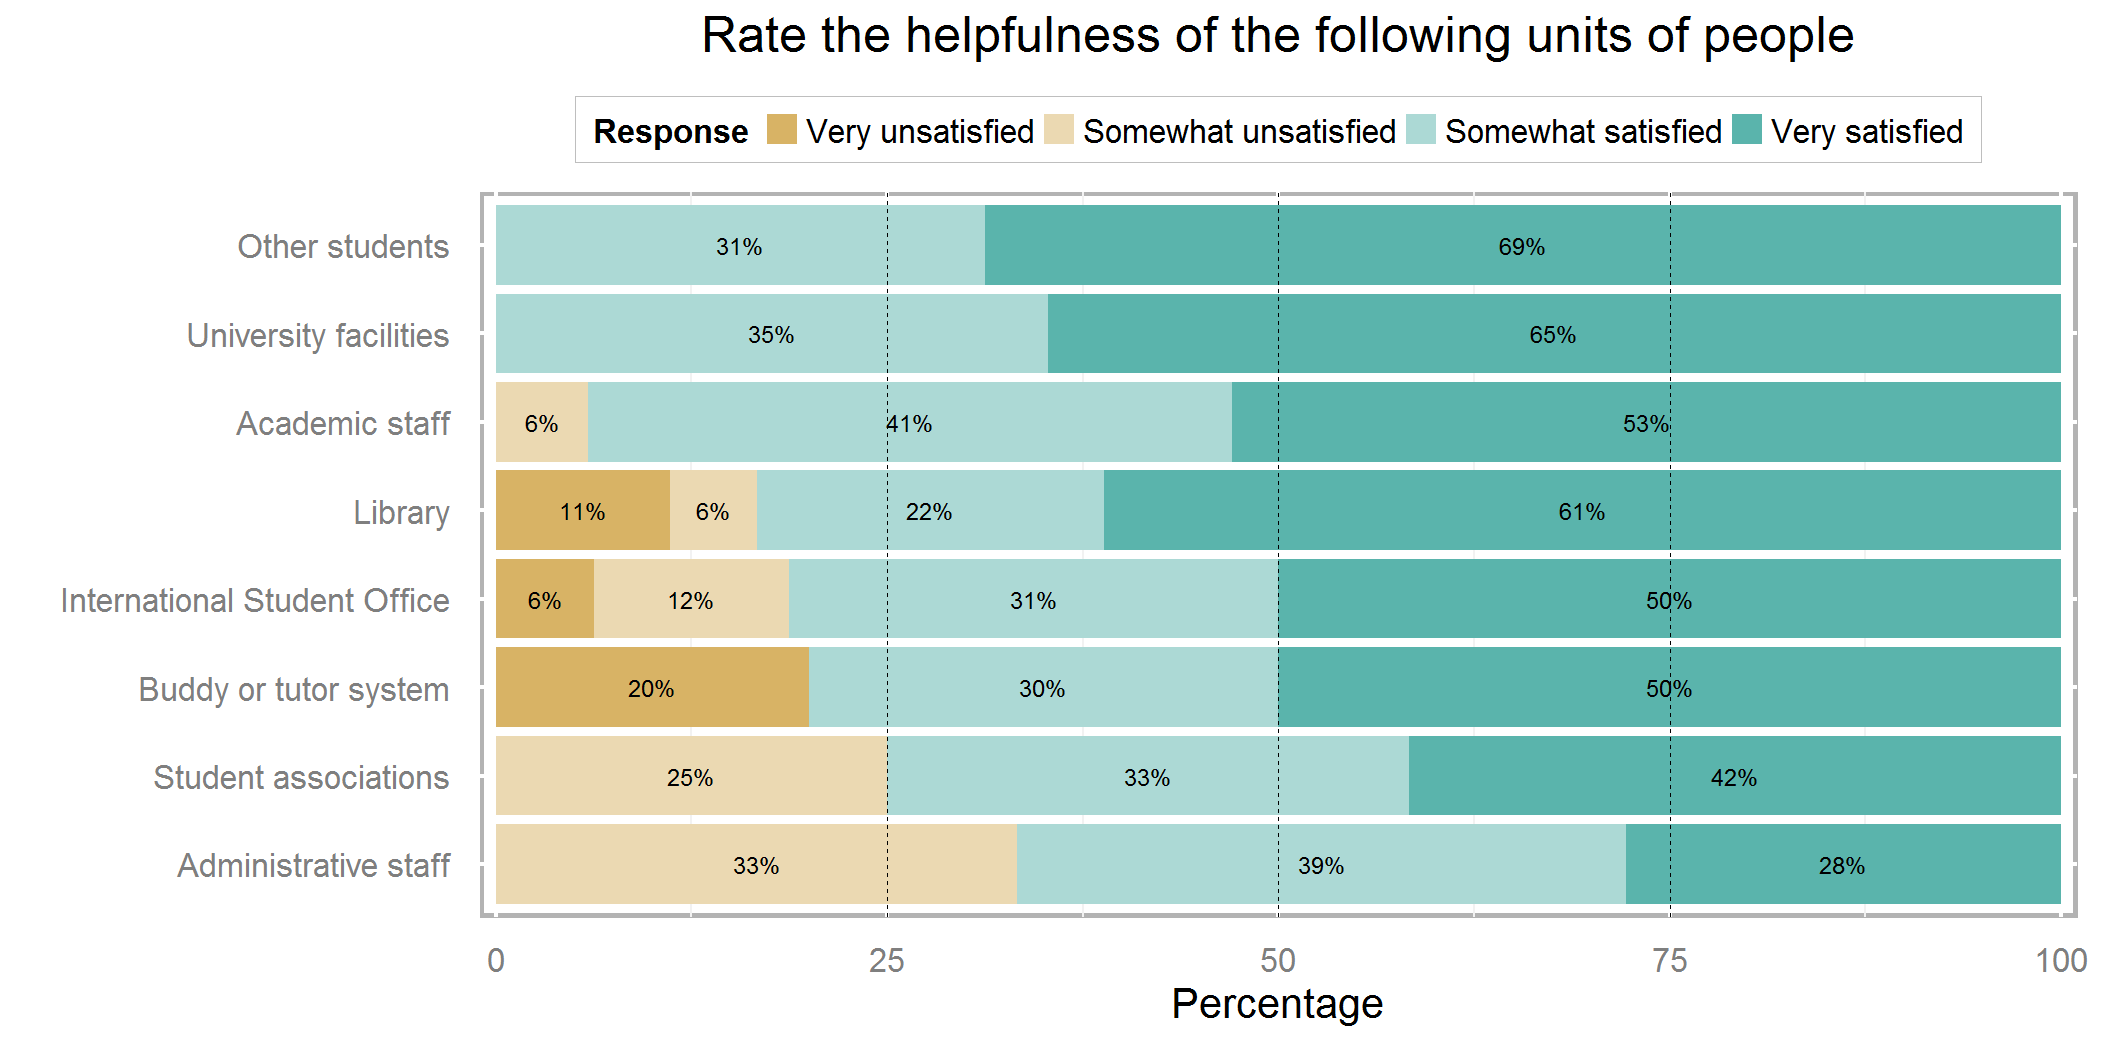 Rate the helpfulness of the following units of people
Response Very unsatisfied Somewhat unsatisfied Somewhat satisfied Very satisfied
Other students 31% 69%
University facilities 35% 65%
Academic staff 6% 41% 53%
Library 11% 6% 22% 61%
International Student Office 6% 12% 31% 50%
Buddy or tutor system 20% 30% 50%
Student associations 25% 33% 42%
Administrative staff 33% 39% 28%
0 25 50 75 100
Percentage